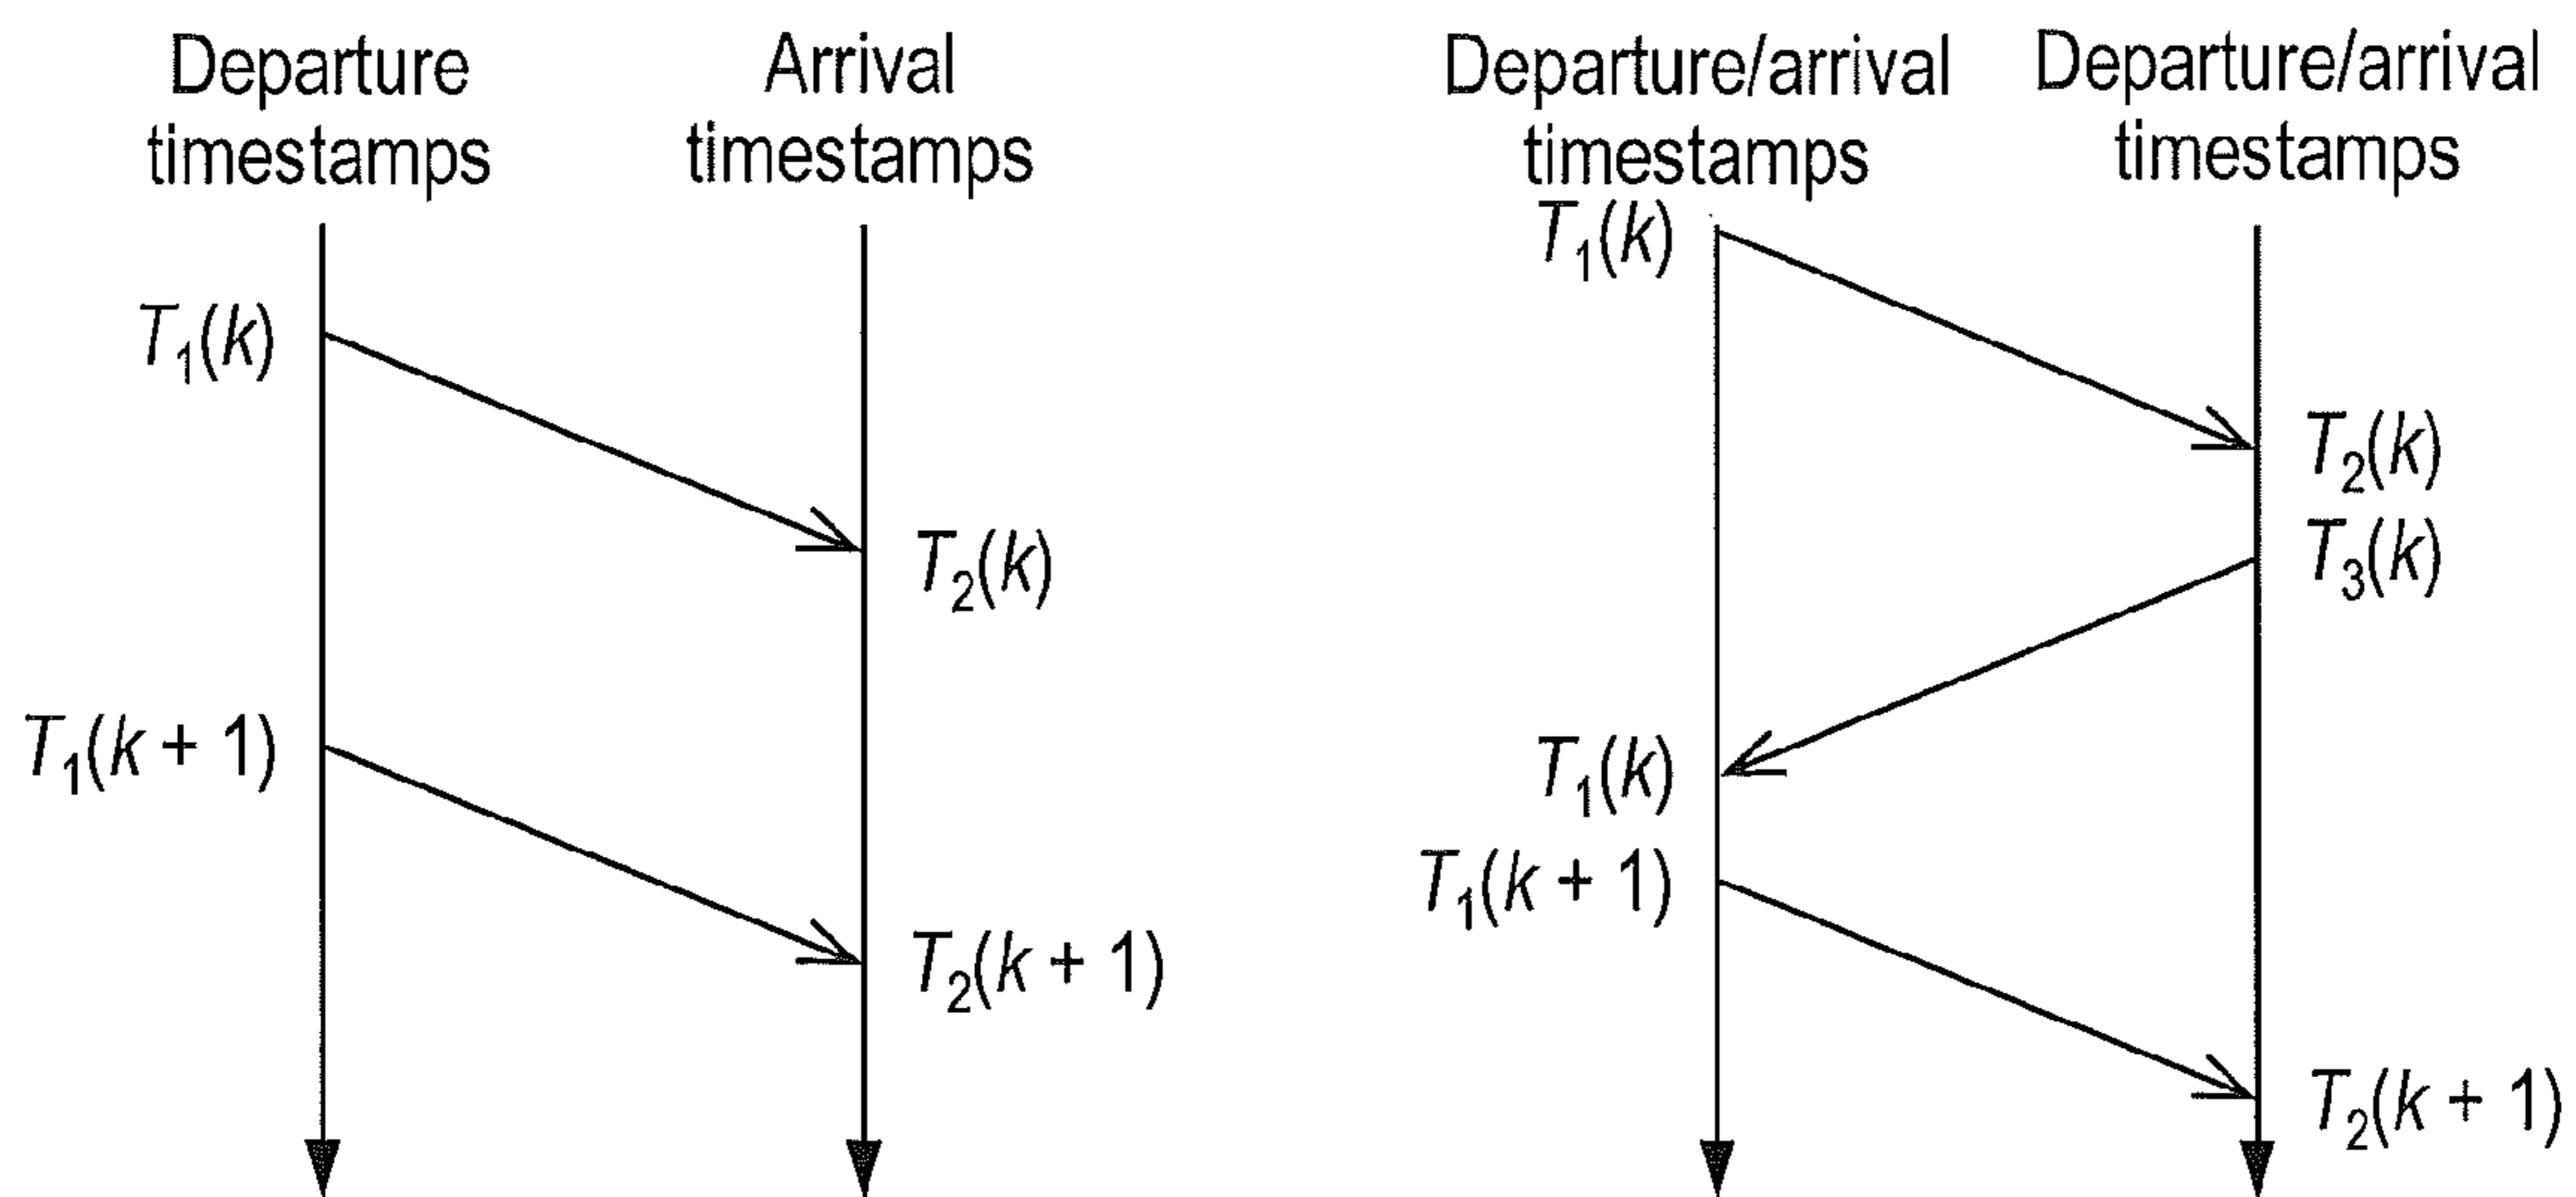 Departure
timestamps
Arrival
timestamps
T₁(k)
T₂(k)
T₁(k + 1)
T₂(k + 1)
Departure/arrival
timestamps
Departure/arrival
timestamps
T₁(k)
T₂(k)
T₃(k)
T₁(k)
T₁(k + 1)
T₂(k + 1)